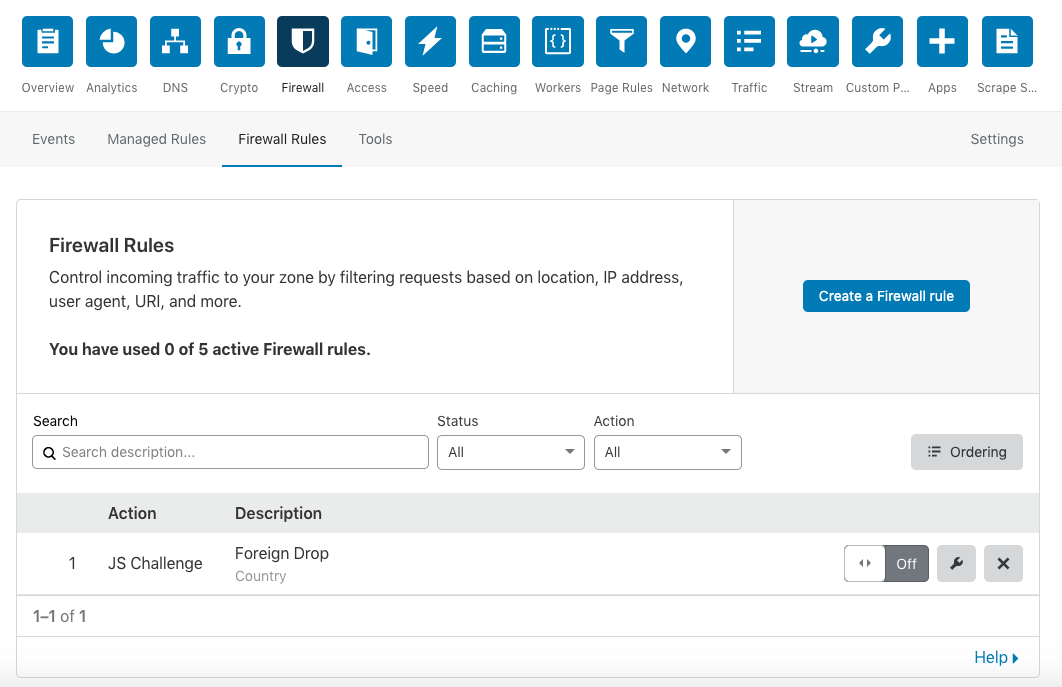 Overview Analytics DNS Crypto Firewall Access Speed Caching Workers Page Rules Network Traffic Stream Custom P... Apps Scrape S...
Events Managed Rules Firewall Rules Tools Settings
Firewall Rules
Control incoming traffic to your zone by filtering requests based on location, IP address,
user agent, URI, and more.
You have used 0 of 5 active Firewall rules.
Create a Firewall rule
Search Status Action
Search description... All All Ordering
Action Description
1 JS Challenge Foreign Drop Off
Country
1–1 of 1
Help